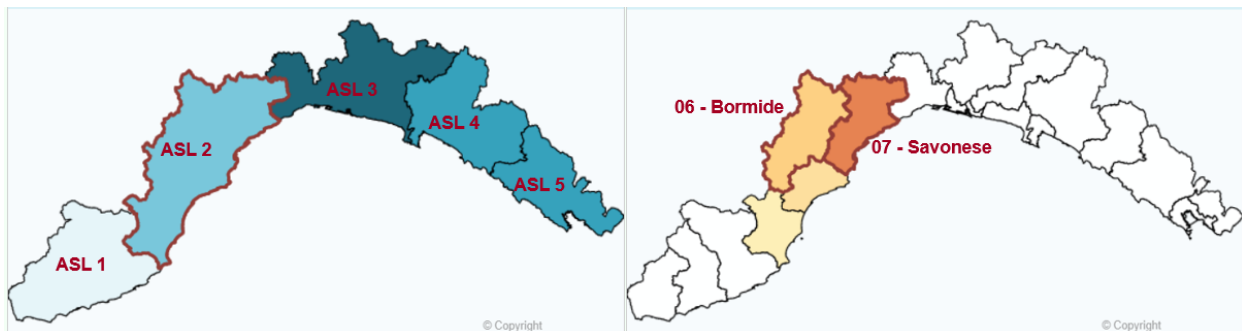 ASL 3
ASL 4
ASL 2
ASL 5
ASL 1
© Copyright
06 - Bormide
07 - Savonese
© Copyright